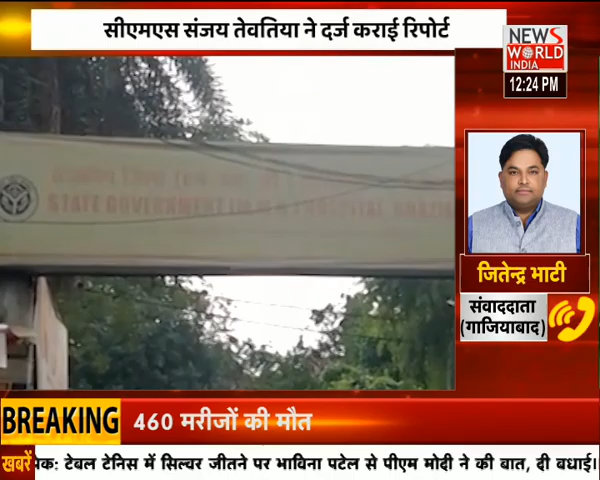 सीएमएस संजय तेवतिया ने दर्ज कराई रिपोर्ट
NEWS
WORLD
INDIA
12:24 PM
STATE GOVERNMENT
जितेन्द्र भाटी
संवाददाता
(गाजियाबाद)
BREAKING
460 मरीजों की मौत
खबरें
पक: टेबल टेनिस में सिल्वर जीतने पर भाविना पटेल से पीएम मोदी ने की बात, दी बधाई।